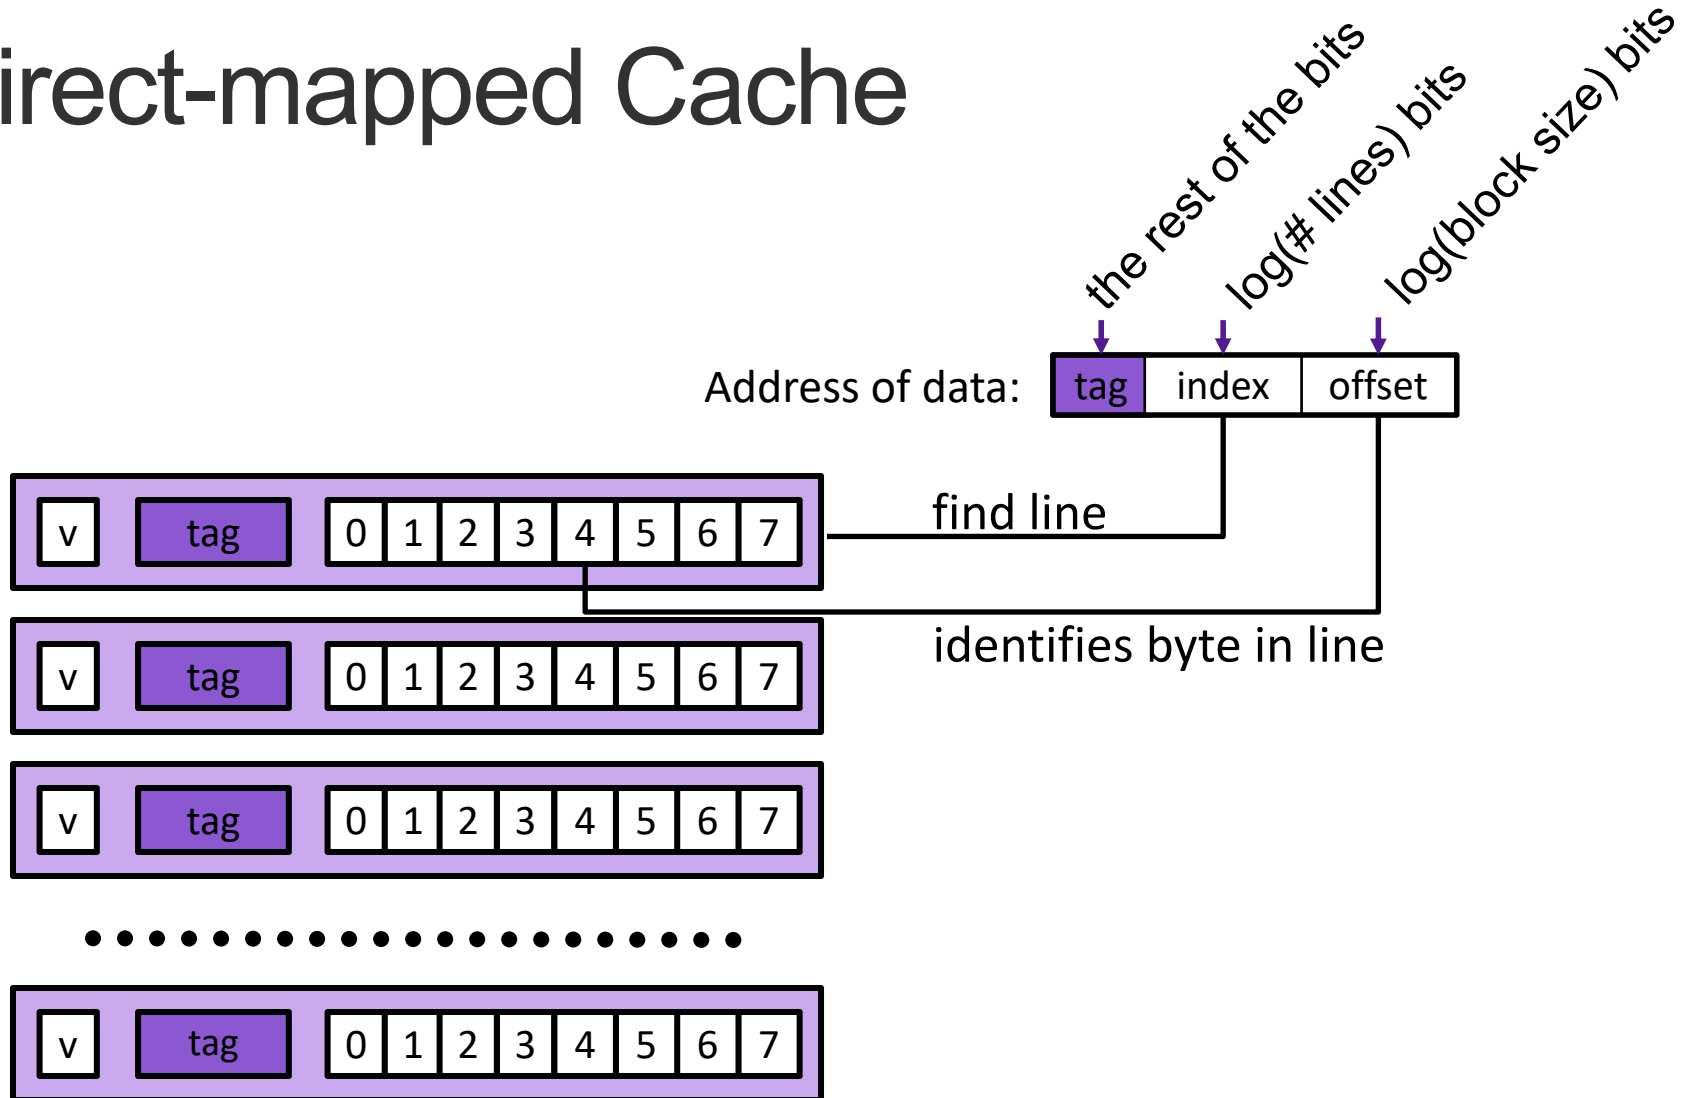 irect-mapped Cache
the rest of the bits
log(# lines) bits
log(block size) bits
Address of data: tag index offset
v tag 0 1 2 3 4 5 6 7
find line
identifies byte in line
v tag 0 1 2 3 4 5 6 7
v tag 0 1 2 3 4 5 6 7
v tag 0 1 2 3 4 5 6 7